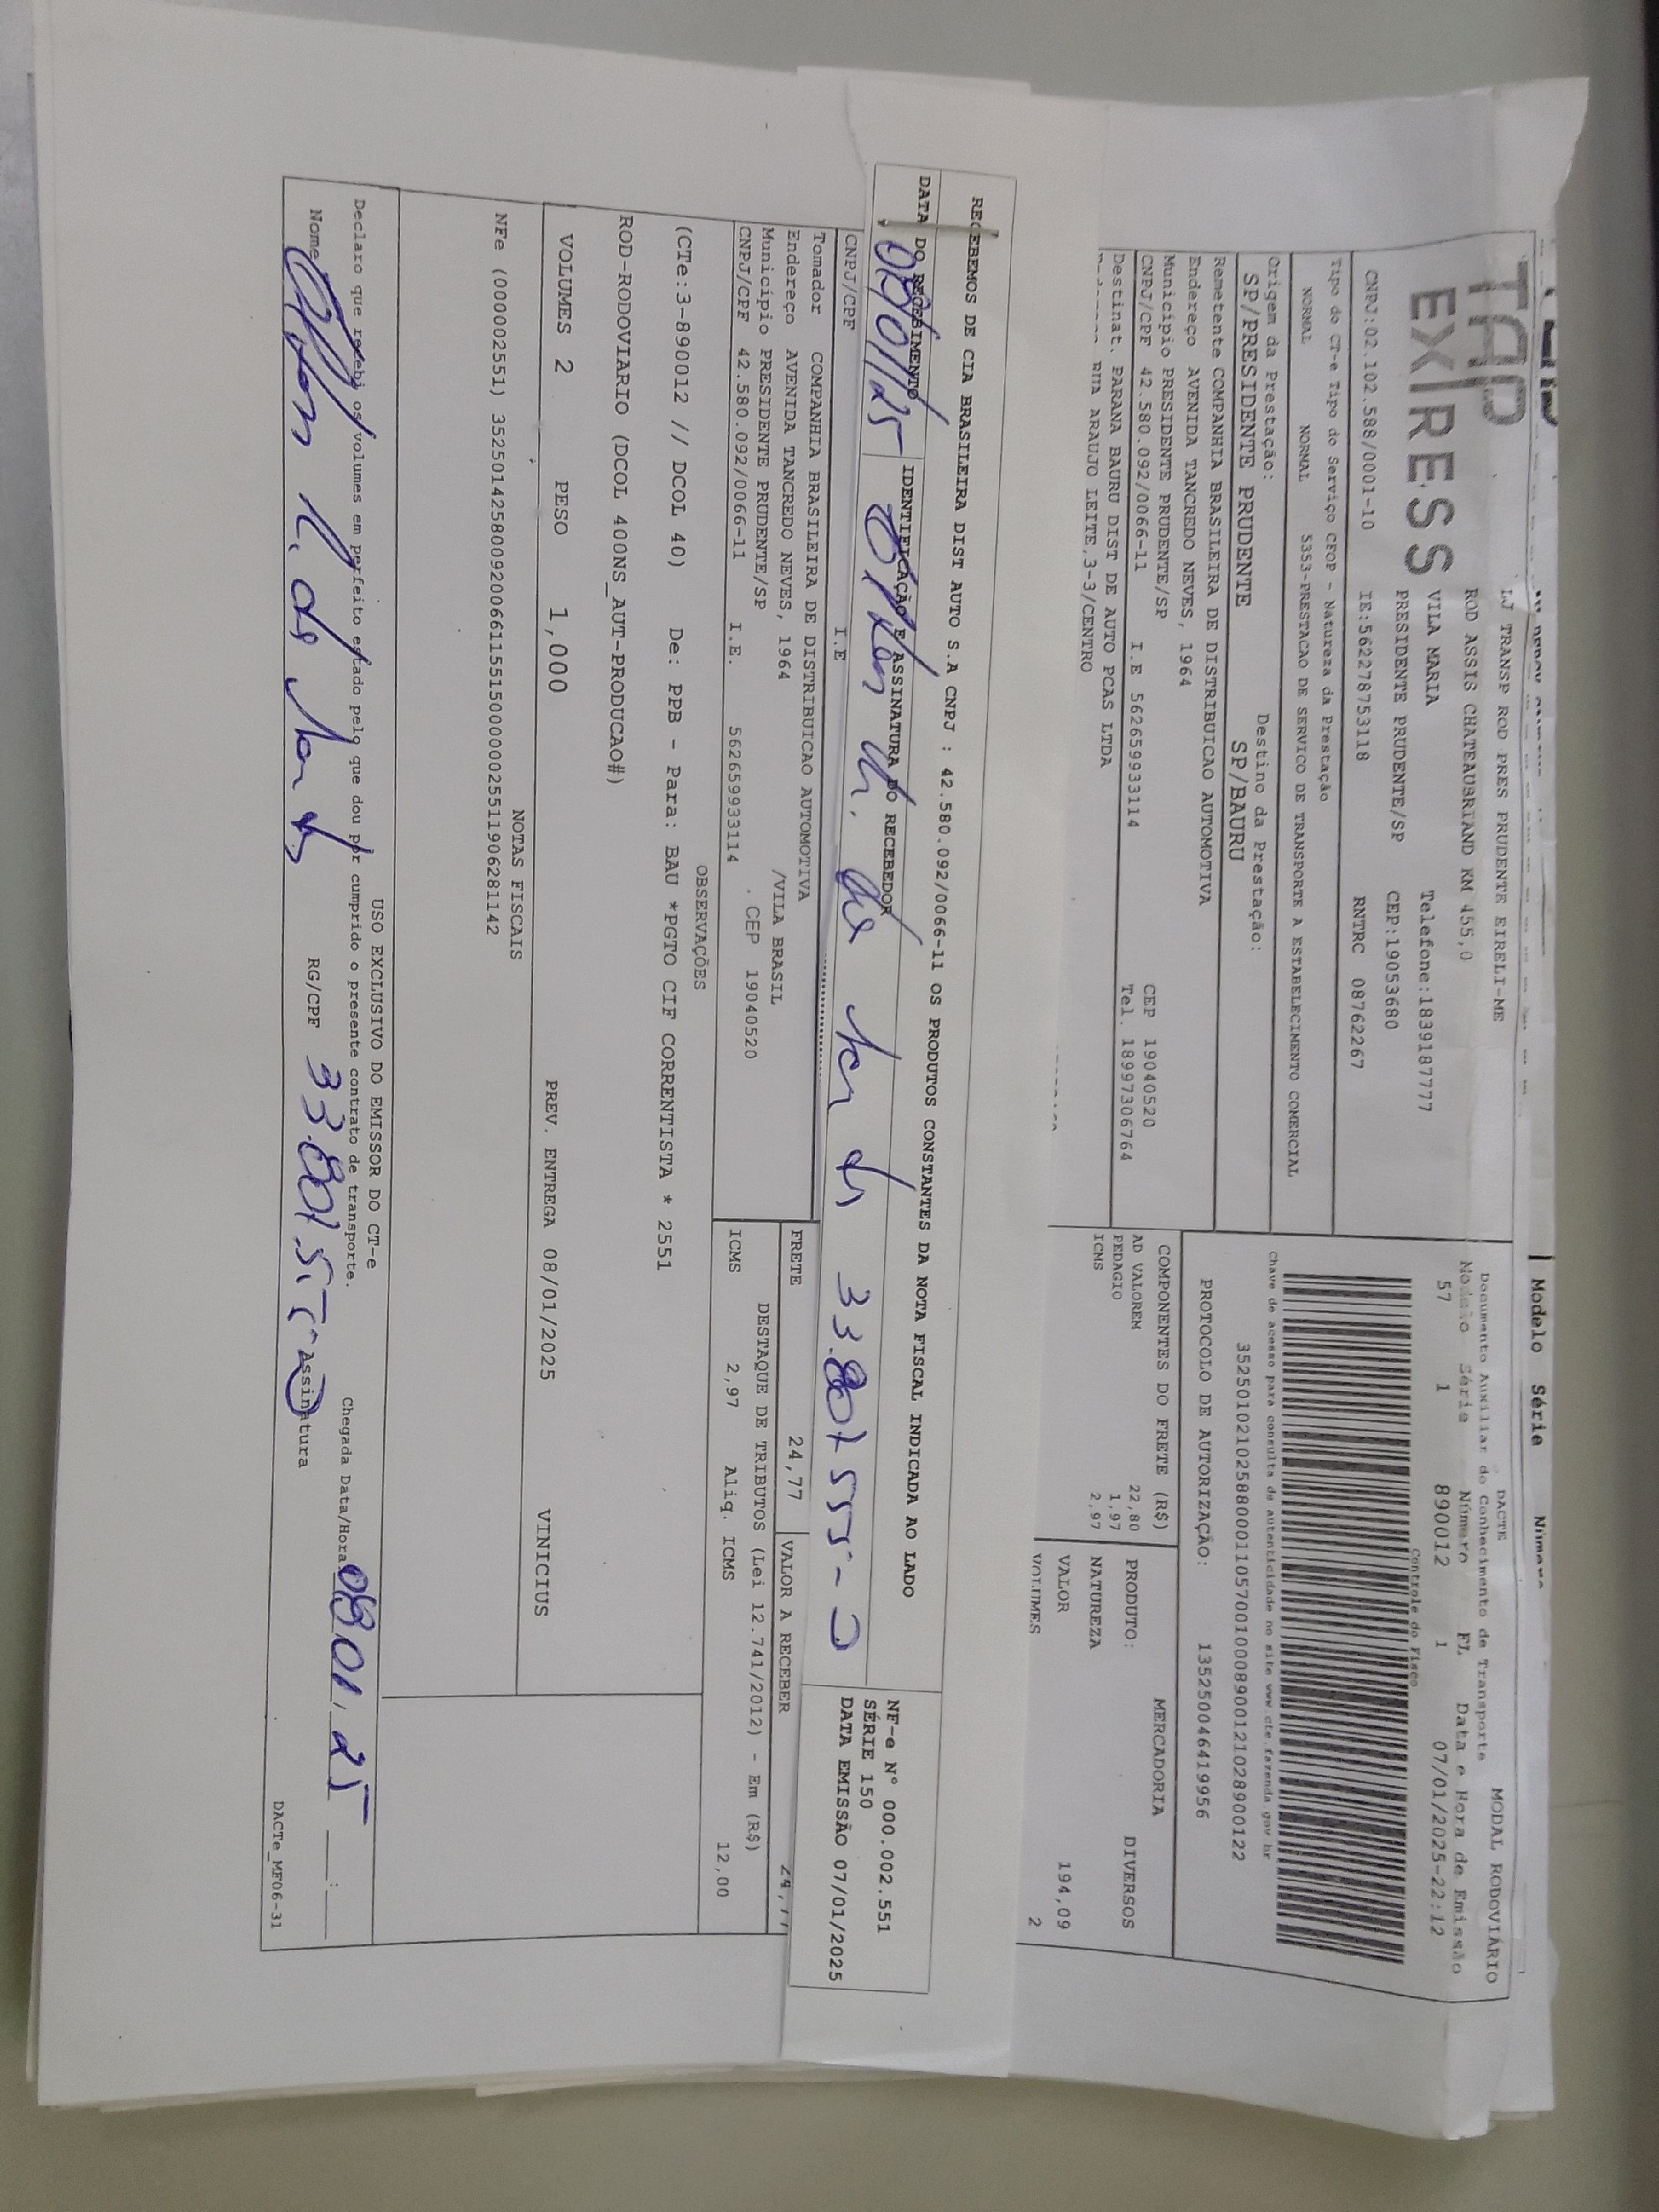 Modelo Série
TAP
EXPRESS
LJ TRANSP ROD PRES PRUDENTE EIRELI-ME
ROD ASSIS CHATEAUBRIAND KM 455,0
VILA MARIA Telefone:1839187777
PRESIDENTE PRUDENTE/SP CEP:19053680
CNPJ:02.102.588/0001-10 IE:562278753118 RNTRC 08762267
DACTE MODAL RODOVIÁRIO
Documento Auxiliar do Conhecimento de Transporte
Modelo Série Número FL Data e Hora de Emissão
57 1 890012 1 07/01/2025-22:12
Controle do Fisco
Tipo do CT-e Tipo do Serviço CFOP - Natureza da Prestação
NORMAL NORMAL 5353-PRESTACAO DE SERVICO DE TRANSPORTE A ESTABELECIMENTO COMERCIAL
Chave de acesso para consulta de autenticidade no site www.cte.fazenda.gov.br
35250102102588000110570010008900121028900122
Origem da Prestação: Destino da Prestação:
SP/PRESIDENTE PRUDENTE SP/BAURU
PROTOCOLO DE AUTORIZAÇÃO: 135250046419956
Remetente COMPANHIA BRASILEIRA DE DISTRIBUICAO AUTOMOTIVA
Endereço AVENIDA TANCREDO NEVES, 1964
Município PRESIDENTE PRUDENTE/SP CEP 19040520
CNPJ/CPF 42.580.092/0066-11 I.E 562659933114 Tel. 18997306764
Destinat. PARANA BAURU DIST DE AUTO PCAS LTDA
RUA ARAUJO LEITE,3-3/CENTRO
COMPONENTES DO FRETE (R$)
AD VALOREM 22,80
PEDAGIO 1,97
ICMS 2,97
MERCADORIA
PRODUTO: DIVERSOS
NATUREZA
VALOR 194,09
VOLUMES 2
RECEBEMOS DE CIA BRASILEIRA DIST AUTO S.A CNPJ : 42.580.092/0066-11 OS PRODUTOS CONSTANTES DA NOTA FISCAL INDICADA AO LADO
DATA DO RECEBIMENTO IDENTIFICAÇÃO E ASSINATURA DO RECEBEDOR
08/01/25
NF-e N° 000.002.551
SÉRIE 150
DATA EMISSÃO 07/01/2025
CNPJ/CPF I.E
Tomador COMPANHIA BRASILEIRA DE DISTRIBUICAO AUTOMOTIVA
Endereço AVENIDA TANCREDO NEVES, 1964 /VILA BRASIL
Município PRESIDENTE PRUDENTE/SP CEP 19040520
CNPJ/CPF 42.580.092/0066-11 I.E. 562659933114
FRETE 24,77 VALOR A RECEBER
DESTAQUE DE TRIBUTOS (Lei 12.741/2012) - Em (R$)
ICMS 2,97 Aliq. ICMS 12,00
OBSERVAÇÕES
(CTe:3-890012 // DCOL 40) De: PPB - Para: BAU *PGTO CIF CORRENTISTA * 2551
ROD-RODOVIARIO (DCOL 400NS_AUT-PRODUCAO#)
VOLUMES 2 PESO 1,000 PREV. ENTREGA 08/01/2025 VINICIUS
NOTAS FISCAIS
NFe (000002551) 35250142580092006611551500000025511906281142
USO EXCLUSIVO DO EMISSOR DO CT-e
Declaro que recebi os volumes em perfeito estado pelo que dou por cumprido o presente contrato de transporte.
Chegada Data/Hora 08 01, 25 __:__
Nome RG/CPF Assinatura
DACTe_MF06-31